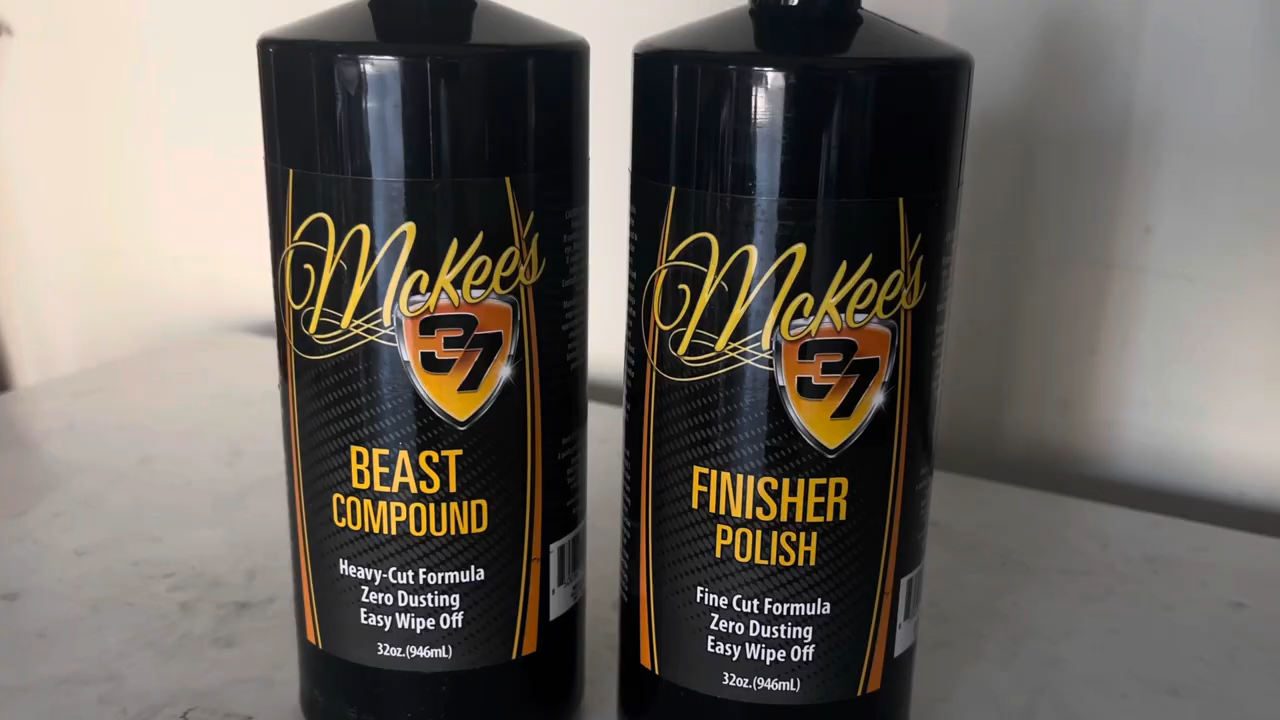 McKee's
37
BEAST
COMPOUND
Heavy-Cut Formula
Zero Dusting
Easy Wipe Off
32oz.(946mL)
McKee's
37
FINISHER
POLISH
Fine Cut Formula
Zero Dusting
Easy Wipe Off
32oz.(946mL)